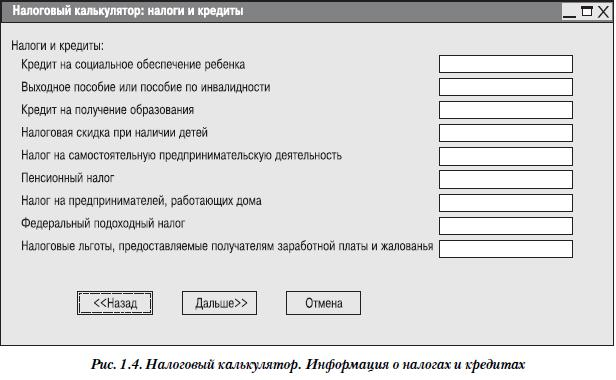 Налоговый калькулятор: налоги и кредиты
Налоги и кредиты:
Кредит на социальное обеспечение ребенка
Выходное пособие или пособие по инвалидности
Кредит на получение образования
Налоговая скидка при наличии детей
Налог на самостоятельную предпринимательскую деятельность
Пенсионный налог
Налог на предпринимателей, работающих дома
Федеральный подоходный налог
Налоговые льготы, предоставляемые получателям заработной платы и жалованья
<<Назад Дальше>> Отмена
Рис. 1.4. Налоговый калькулятор. Информация о налогах и кредитах